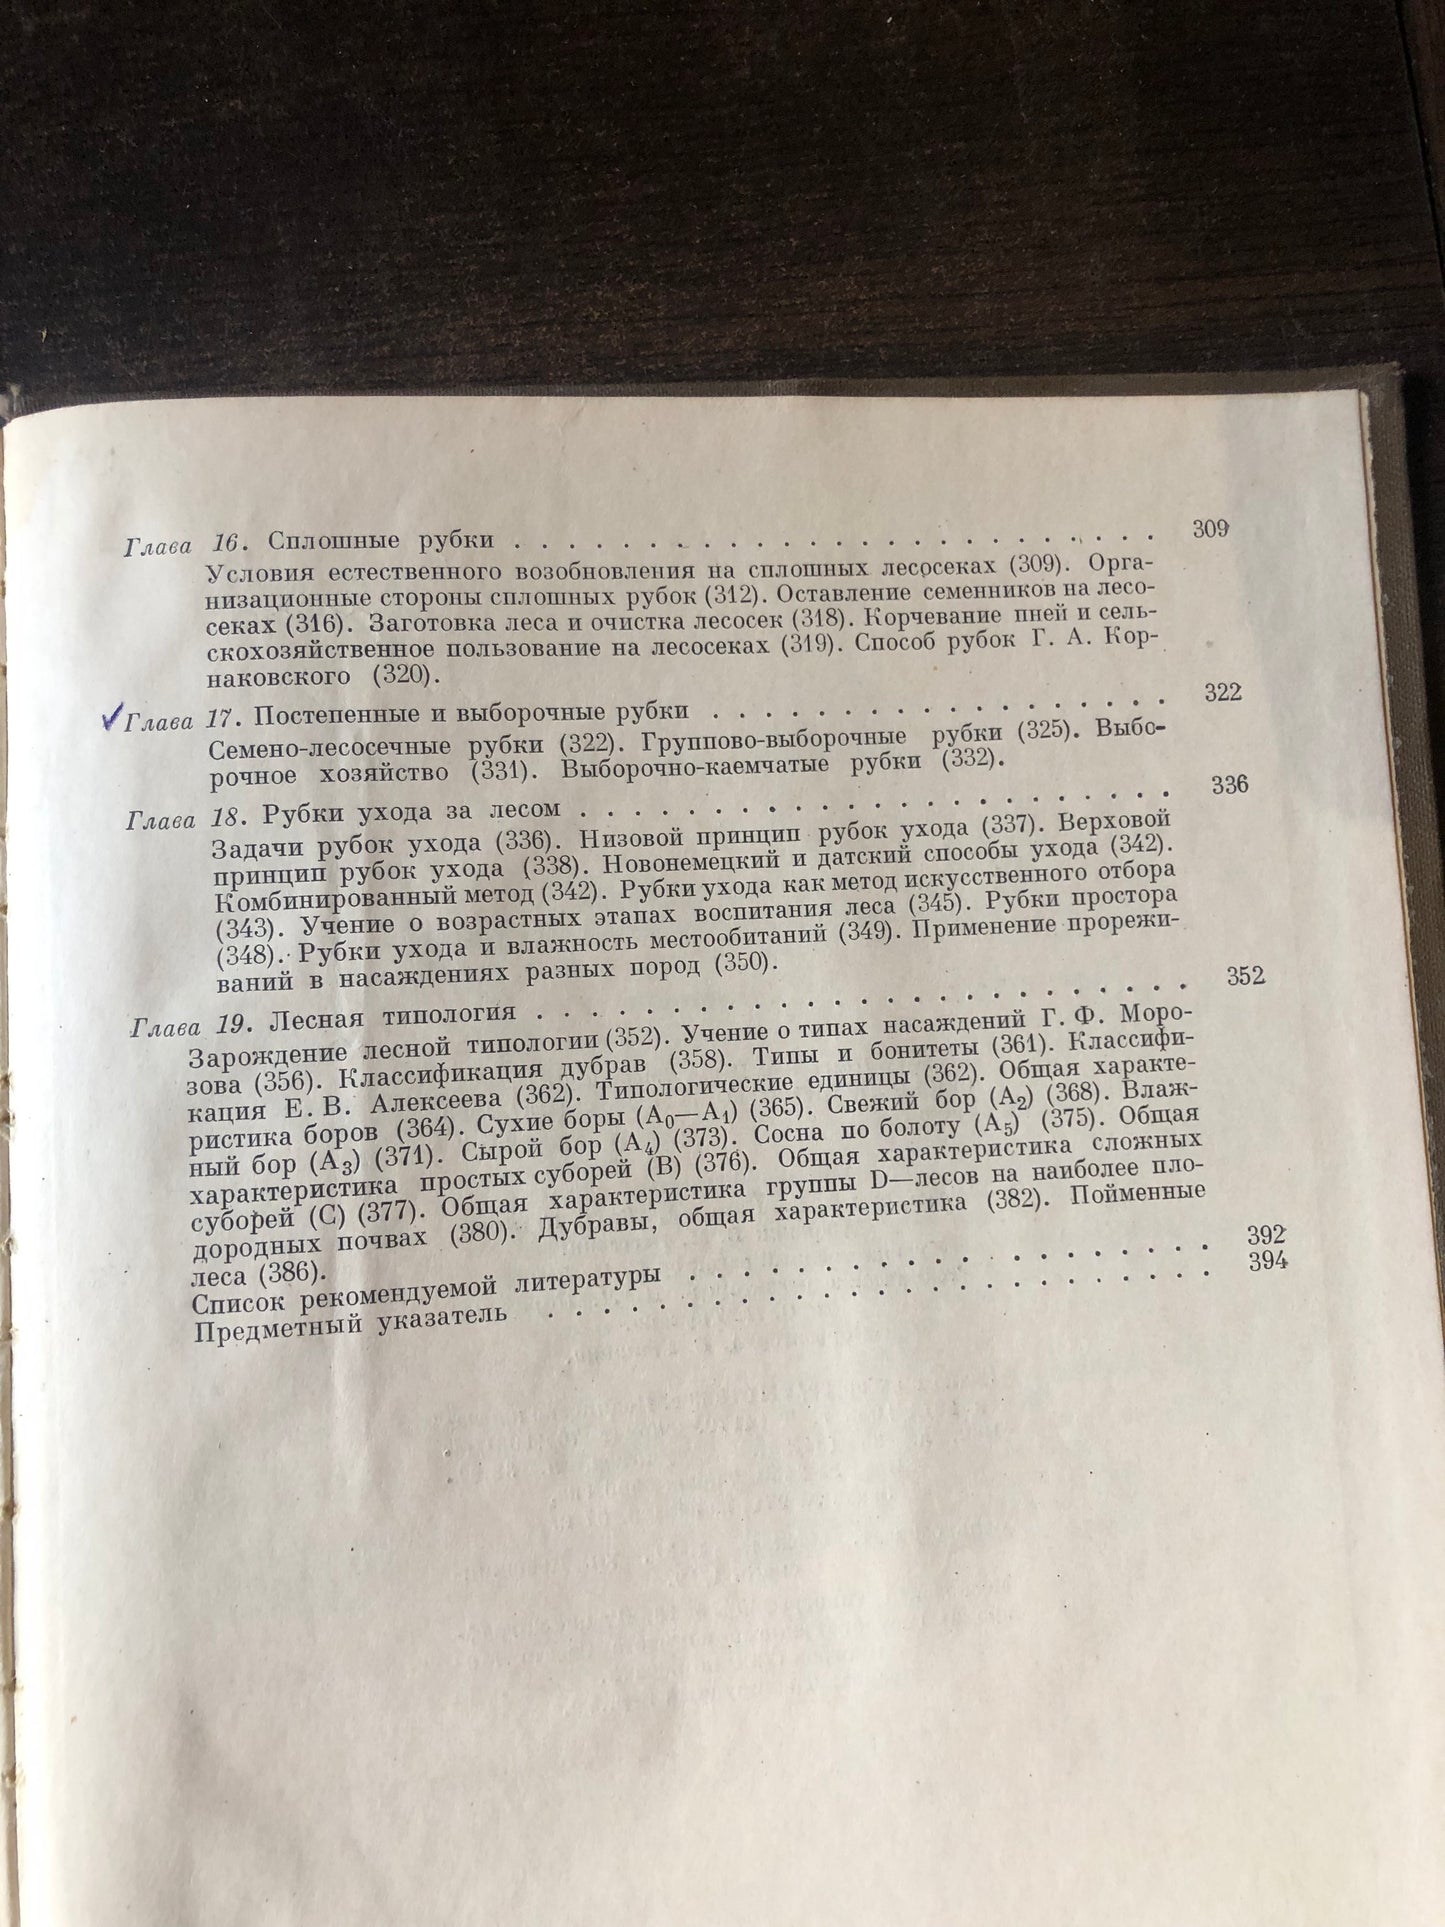 Глава 16. Сплошные рубки . . . . . . . . . . . . . . . . . . . . . . . . 309
Условия естественного возобновления на сплошных лесосеках (309). Орга-
низационные стороны сплошных рубок (312). Оставление семенников на лесо-
секах (316). Заготовка леса и очистка лесосек (318). Корчевание пней и сель-
скохозяйственное пользование на лесосеках (319). Способ рубок Г. А. Кор-
наковского (320).
✓Глава 17. Постепенные и выборочные рубки . . . . . . . . . . . . . . . . . 322
Семено-лесосечные рубки (322). Группово-выборочные рубки (325). Выбо-
рочное хозяйство (331). Выборочно-каемчатые рубки (332).
Глава 18. Рубки ухода за лесом . . . . . . . . . . . . . . . . . . . . . . 336
Задачи рубок ухода (336). Низовой принцип рубок ухода (337). Верховой
принцип рубок ухода (338). Новонемецкий и датский способы ухода (342).
Комбинированный метод (342). Рубки ухода как метод искусственного отбора
(343). Учение о возрастных этапах воспитания леса (345). Рубки простора
(348). Рубки ухода и влажность местообитаний (349). Применение прорежи-
ваний в насаждениях разных пород (350).
Глава 19. Лесная типология . . . . . . . . . . . . . . . . . . . . . . . . 352
Зарождение лесной типологии (352). Учение о типах насаждений Г. Ф. Моро-
зова (356). Классификация дубрав (358). Типы и бонитеты (361). Классифи-
кация Е. В. Алексеева (362). Типологические единицы (362). Общая характе-
ристика боров (364). Сухие боры (А₀—А₁) (365). Свежий бор (А₂) (368). Влаж-
ный бор (А₃) (371). Сырой бор (А₄) (373). Сосна по болоту (А₅) (375). Общая
характеристика простых суборей (В) (376). Общая характеристика сложных
суборей (С) (377). Общая характеристика группы D—лесов на наиболее пло-
дородных почвах (380). Дубравы, общая характеристика (382). Пойменные
леса (386).
Список рекомендуемой литературы . . . . . . . . . . . . . . . . . . . 392
Предметный указатель . . . . . . . . . . . . . . . . . . . . . . . . 394